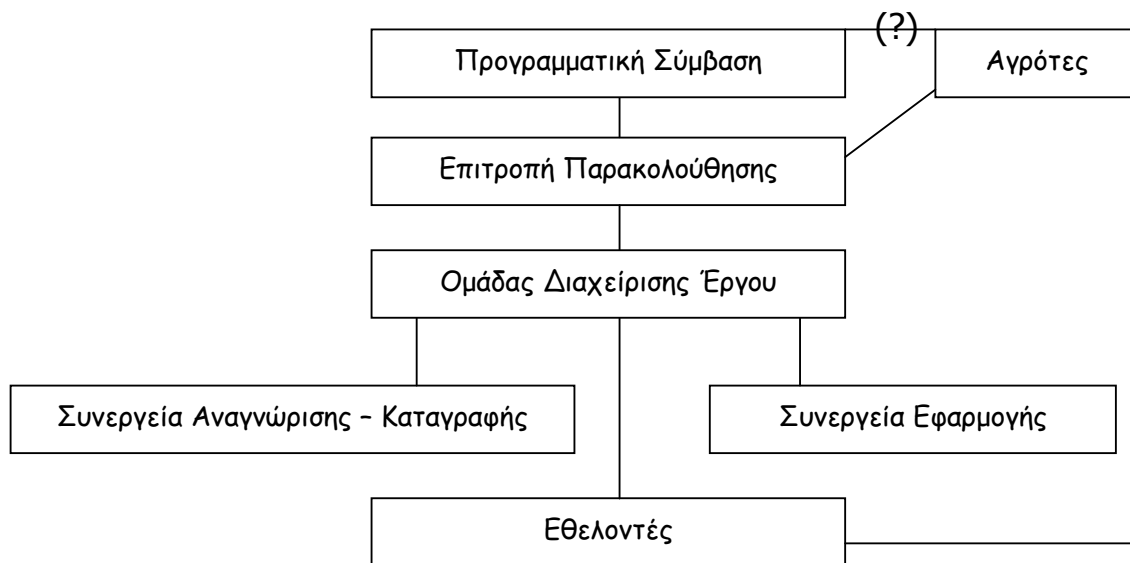 (?)
Προγραμματική Σύμβαση
Αγρότες
Επιτροπή Παρακολούθησης
Ομάδας Διαχείρισης Έργου
Συνεργεία Αναγνώρισης – Καταγραφής
Συνεργεία Εφαρμογής
Εθελοντές